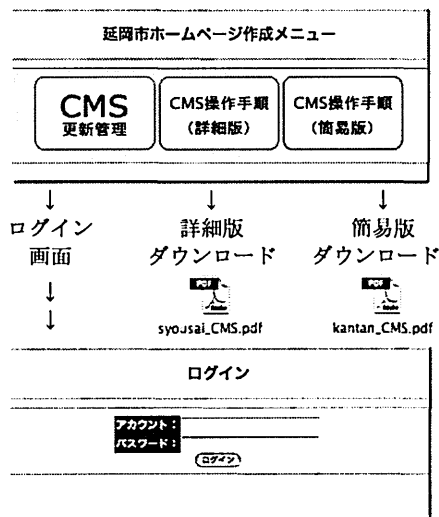 延岡市ホームページ作成メニュー
CMS
更新管理
CMS操作手順
(詳細版)
CMS操作手順
(簡易版)
↓ ↓ ↓
ログイン
画面
詳細版
ダウンロード
簡易版
ダウンロード
↓
↓
PDF
Adobe
syousai_CMS.pdf
PDF
Adobe
kantan_CMS.pdf
ログイン
アカウント:
パスワード:
ログイン